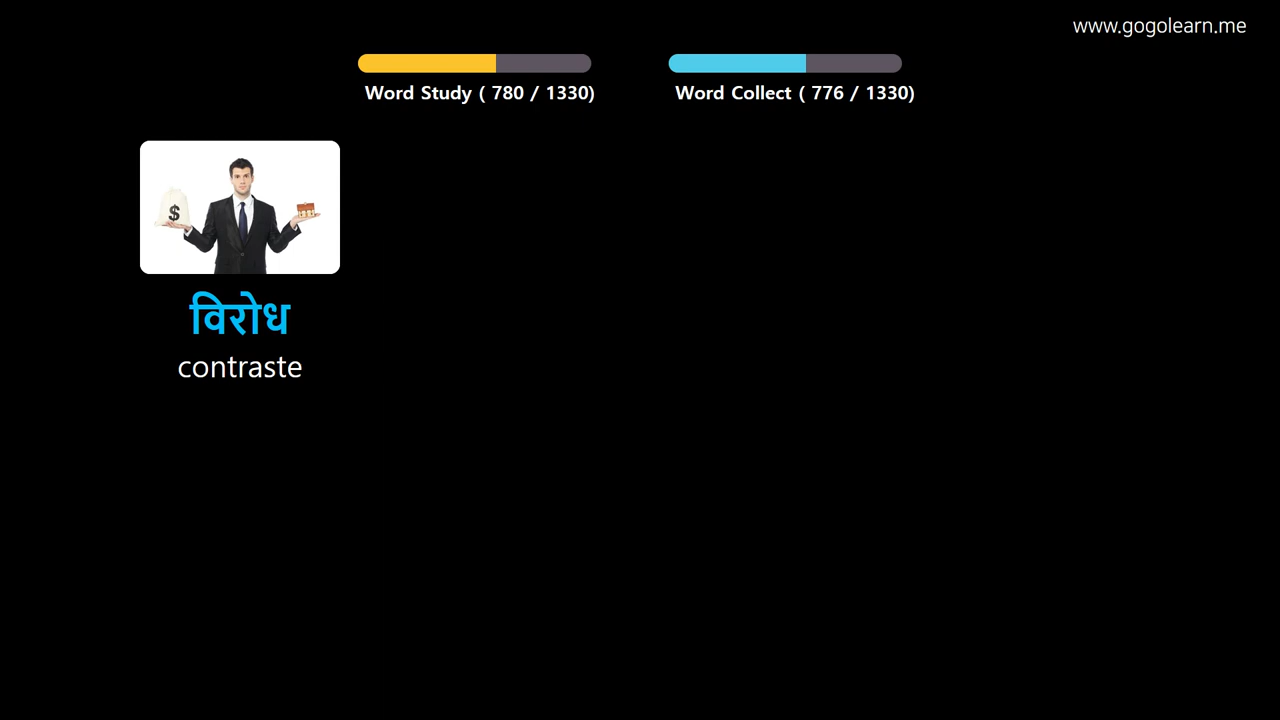 www.gogolearn.me
Word Study ( 780 / 1330)
Word Collect ( 776 / 1330)
$
विरोध
contraste